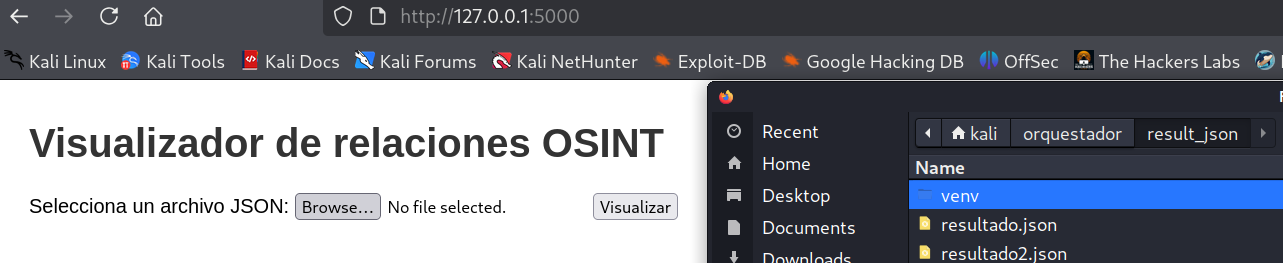 http://127.0.0.1:5000
Kali Linux Kali Tools Kali Docs Kali Forums Kali NetHunter Exploit-DB Google Hacking DB OffSec The Hackers Labs
Visualizador de relaciones OSINT
Selecciona un archivo JSON: Browse... No file selected. Visualizar
Recent
Home
Desktop
Documents
Downloads
kali orquestador result_json
Name
venv
resultado.json
resultado2.json